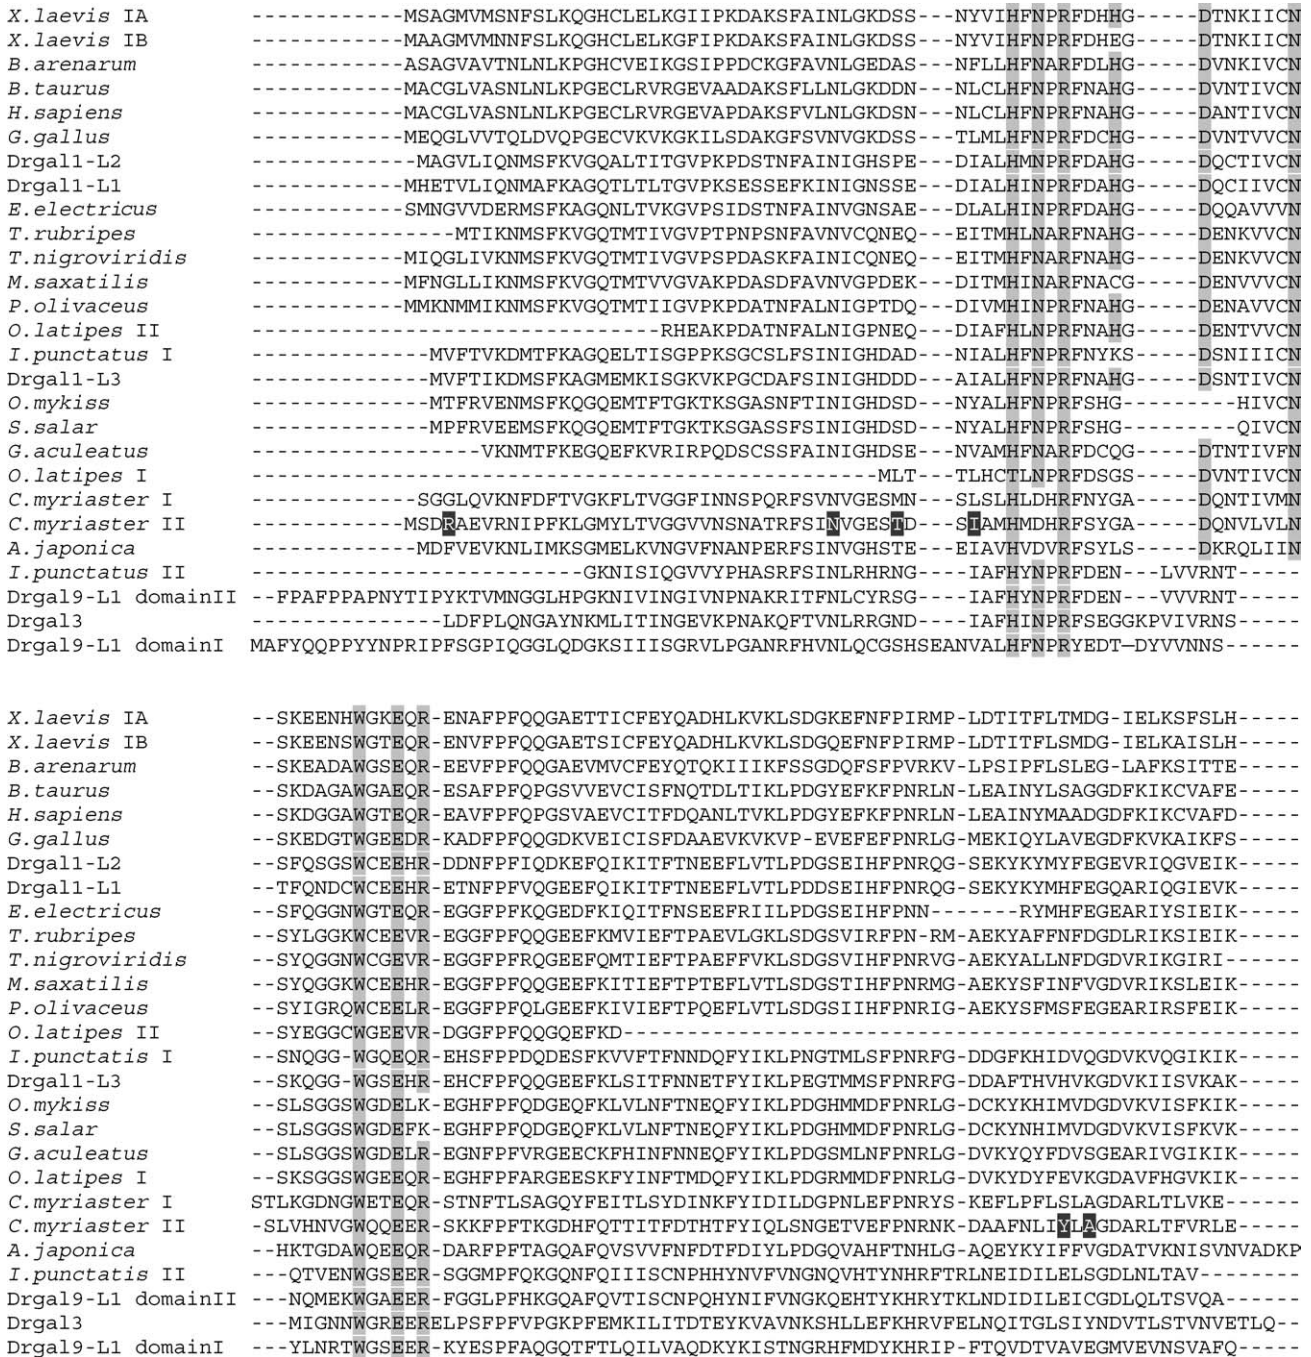 X.laevis IA ------------MSAGMVMSNFSLKQGHCLELKGIIPKDAKSFAINLGKDSS---NYVIHFNPRFDHHG-----DTNKIICN
X.laevis IB ------------MAAGMVMNNFSLKQGHCLELKGFIPKDAKSFAINLGKDSS---NYVIHFNPRFDHEG-----DTNKIICN
B.arenarum ------------ASAGVAVTNLNLKPGHCVEIKGSIPPDCKGFAVNLGEDAS---NFLLHFNARFDLHG-----DVNKIVCN
B.taurus ------------MACGLVASNLNLKPGECLRVRGEVAADAKSFLLNLGKDDN---NLCLHFNPRFNAHG-----DVNTIVCN
H.sapiens ------------MACGLVASNLNLKPGECLRVRGEVAPDAKSFVLNLGKDSN---NLCLHFNPRFNAHG-----DANTIVCN
G.gallus ------------MEQGLVVTQLDVQPGECVKVKGKILSDAKGFSVNVGKDSS---TLMLHFNPRFDCHG-----DVNTVVCN
Drgal1-L2 -------------MAGVLIQNMSFKVGQALTITGVPKPDSTNFAINIGHSPE---DIALHMNPRFDAHG-----DQCTIVCN
Drgal1-L1 ------------MHETVLIQNMAFKAGQTLTLTGVPKSESSEFKINIGNSSE---DIALHINPRFDAHG-----DQCIIVCN
E.electricus ------------SMNGVVDERMSFKAGQNLTVKGVPSIDSTNFAINVGNSAE---DLALHINPRFDAHG-----DQQAVVVN
T.rubripes ----------------MTIKNMSFKVGQTMTIVGVPTPNPSNFAVNVCQNEQ---EITMHLNARFNAHG-----DENKVVCN
T.nigroviridis ------------MIQGLIVKNMSFKVGQTMTIVGVPSPDASKFAINICQNEQ---EITMHFNARFNAHG-----DENKVVCN
M.saxatilis ------------MFNGLLIKNMSFKVGQTMTVVGVAKPDASDFAVNVGPDEK---DITMHINARFNACG-----DENVVVCN
P.olivaceus ------------MMKNMMIKNMSFKVGQTMTIIGVPKPDATNFALNIGPTDQ---DIVMHINPRFNAHG-----DENAVVCN
O.latipes II --------------------------------RHEAKPDATNFALNIGPNEQ---DIAFHLNPRFNAHG-----DENTVVCN
I.punctatus I --------------MVFTVKDMTFKAGQELTISGPPKSGCSLFSINIGHDAD---NIALHFNPRFNYKS-----DSNIIICN
Drgal1-L3 --------------MVFTIKDMSFKAGMEMKISGKVKPGCDAFSINIGHDDD---AIALHFNPRFNAHG-----DSNTIVCN
O.mykiss --------------MTFRVENMSFKQGQEMTFTGKTKSGASNFTINIGHDSD---NYALHFNPRFSHG---------HIVCN
S.salar --------------MPFRVEEMSFKEGQEMTFTGKTKSGASSFSINIGHDSD---NYALHFNPRFSHG---------QIVCN
G.aculeatus ------------------VKNMTFKEGQEFKVRIRPQDSCSSFAINIGHDSE---NVAMHFNARFDCQG-----DTNTIVFN
O.latipes I -------------------------------------------------MLT---TLHCTLNPRFDSGS-----DVNTIVCN
C.myriaster I -------------SGGLQVKNFDFTVGKFLTVGGFINNSPQRFSVNVGESMN---SLSLHLDHRFNYGA-----DQNTIVMN
C.myriaster II ------------MSDRAEVRNIPFKLGMYLTVGGVVNSNATRFSINVGESTD---SIAMHMDHRFSYGA-----DQNVLVLN
A.japonica -------------MDFVEVKNLIMKSGMELKVNGVFNANPERFSINVGHSTE---EIAVHVDVRFSYLS-----DKRQLIIN
I.punctatus II --------------------------GKNISIQGVVYPHASRFSINLRHRNG----IAFHYNPRFDEN---LVVRNT-----
Drgal9-L1 domainII --FPAFPPAPNYTIPYKTVMNGGLHPGKNIVINGIVNPNAKRITFNLCYRSG----IAFHYNPRFDEN---VVVRNT-----
Drgal3 ---------------LDFPLQNGAYNKMLITINGEVKPNAKQFTVNLRRGND----IAFHINPRFSEGGKPVIVRNS-----
Drgal9-L1 domainI MAFYQQPPYYNPRIPFSGPIQGGLQDGKSIIISGRVLPGANRFHVNLQCGSHSEANVALHFNPRYEDT—DYVVNNS------
X.laevis IA --SKEENHWGKEQR-ENAFPFQQGAETTICFEYQADHLKVKLSDGKEFNFPIRMP-LDTITFLTMDG-IELKSFSLH-----
X.laevis IB --SKEENSWGTEQR-ENVFPFQQGAETSICFEYQADHLKVKLSDGQEFNFPIRMP-LDTITFLSMDG-IELKAISLH-----
B.arenarum --SKEADAWGSEQR-EEVFPFQQGAEVMVCFEYQTQKIIIKFSSGDQFSFPVRKV-LPSIPFLSLEG-LAFKSITTE-----
B.taurus --SKDAGAWGAEQR-ESAFPFQPGSVVEVCISFNQTDLTIKLPDGYEFKFPNRLN-LEAINYLSAGGDFKIKCVAFE-----
H.sapiens --SKDGGAWGTEQR-EAVFPFQPGSVAEVCITFDQANLTVKLPDGYEFKFPNRLN-LEAINYMAADGDFKIKCVAFD-----
G.gallus --SKEDGTWGEEDR-KADFPFQQGDKVEICISFDAAEVKVKVP-EVEFEFPNRLG-MEKIQYLAVEGDFKVKAIKFS-----
Drgal1-L2 --SFQSGSWCEEHR-DDNFPFIQDKEFQIKITFTNEEFLVTLPDGSEIHFPNRQG-SEKYKYMYFEGEVRIQGVEIK-----
Drgal1-L1 --TFQNDCWCEEHR-ETNFPFVQGEEFQIKITFTNEEFLVTLPDDSEIHFPNRQG-SEKYKYMHFEGQARIQGIEVK-----
E.electricus --SFQGGNWGTEQR-EGGFPFKQGEDFKIQITFNSEEFRIILPDGSEIHFPNN-------RYMHFEGEARIYSIEIK-----
T.rubripes --SYLGGKWCEEVR-EGGFPFQQGEEFKMVIEFTPAEVLGKLSDGSVIRFPN-RM-AEKYAFFNFDGDLRIKSIEIK-----
T.nigroviridis --SYQGGNWCGEVR-EGGFPFRQGEEFQMTIEFTPAEFFVKLSDGSVIHFPNRVG-AEKYALLNFDGDVRIKGIRI------
M.saxatilis --SYQGGKWCEEHR-EGGFPFQQGEEFKITIEFTPTEFLVTLSDGSTIHFPNRMG-AEKYSFINFVGDVRIKSLEIK-----
P.olivaceus --SYIGRQWCEELR-EGGFPFQLGEEFKIVIEFTPQEFLVTLSDGSIIHFPNRIG-AEKYSFMSFEGEARIRSFEIK-----
O.latipes II --SYEGGCWGEEVR-DGGFPFQQGQEFKD-----------------------------------------------------
I.punctatis I --SNQGG-WGQEQR-EHSFPPDQDESFKVVFTFNNDQFYIKLPNGTMLSFPNRFG-DDGFKHIDVQGDVKVQGIKIK-----
Drgal1-L3 --SKQGG-WGSEHR-EHCFPFQQGEEFKLSITFNNETFYIKLPEGTMMSFPNRFG-DDAFTHVHVKGDVKIISVKAK-----
O.mykiss --SLSGGSWGDELK-EGHFPFQDGEQFKLVLNFTNEQFYIKLPDGHMMDFPNRLG-DCKYKHIMVDGDVKVISFKIK-----
S.salar --SLSGGSWGDEFK-EGHFPFQDGEQFKLVLNFTNEQFYIKLPDGHMMDFPNRLG-DCKYNHIMVDGDVKVISFKVK-----
G.aculeatus --SLSGGSWGDELR-EGNFPFVRGEECKFHINFNNEQFYIKLPDGSMLNFPNRLG-DVKYQYFDVSGEARIVGIKIK-----
O.latipes I --SKSGGSWGDEQR-EGHFPFARGEESKFYINFTMDQFYIKLPDGRMMDFPNRLG-DVKYDYFEVKGDAVFHGVKIK-----
C.myriaster I STLKGDNGWETEQR-STNFTLSAGQYFEITLSYDINKFYIDILDGPNLEFPNRYS-KEFLPFLSLAGDARLTLVKE------
C.myriaster II -SLVHNVGWQQEER-SKKFPFTKGDHFQTTITFDTHTFYIQLSNGETVEFPNRNK-DAAFNLIYLAGDARLTFVRLE-----
A.japonica --HKTGDAWQEEQR-DARFPFTAGQAFQVSVVFNFDTFDIYLPDGQVAHFTNHLG-AQEYKYIFFVGDATVKNISVNVADKP
I.punctatis II ---QTVENWGSEER-SGGMPFQKGQNFQIIISCNPHHYNVFVNGNQVHTYNHRFTRLNEIDILELSGDLNLTAV--------
Drgal9-L1 domainII ---NQMEKWGAEER-FGGLPFHKGQAFQVTISCNPQHYNIFVNGKQEHTYKHRYTKLNDIDILEICGDLQLTSVQA------
Drgal3 ---MIGNNWGREERELPSFPFVPGKPFEMKILITDTEYKVAVNKSHLLEFKHRVFELNQITGLSIYNDVTLSTVNVETLQ--
Drgal9-L1 domainI ---YLNRTWGSEER-KYESPFAQGQTFTLQILVAQDKYKISTNGRHFMDYKHRIP-FTQVDTVAVEGMVEVNSVAFQ-----